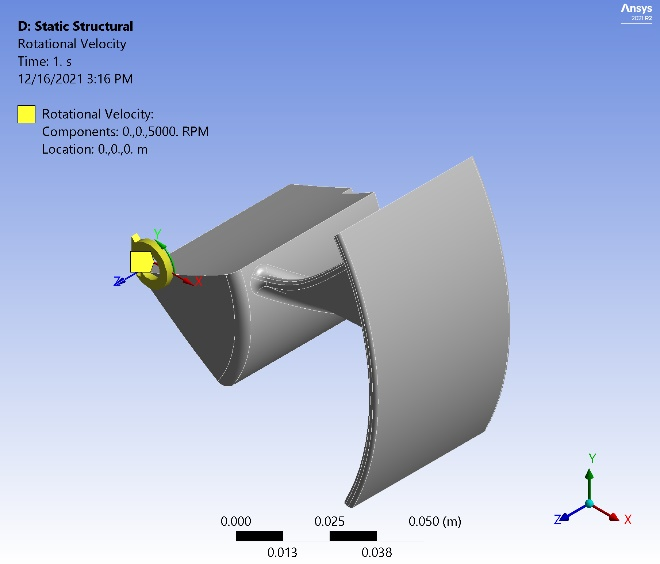 Ansys
2021 R2
D: Static Structural
Rotational Velocity
Time: 1. s
12/16/2021 3:16 PM
Rotational Velocity:
Components: 0.,0.,5000. RPM
Location: 0.,0.,0. m
Y
Z
X
0.000
0.025
0.050 (m)
0.013
0.038
Y
Z
X